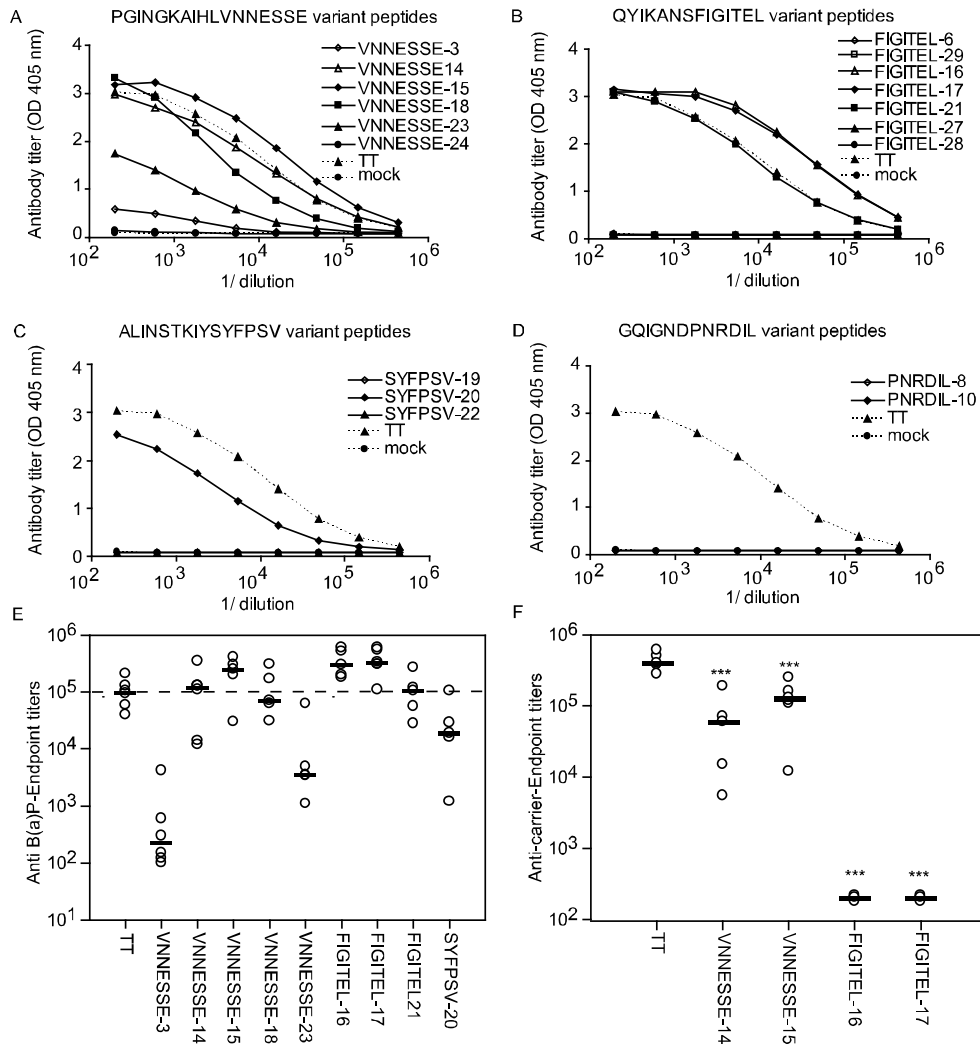 A
PGINGKAIHLVNNESSE variant peptides
Antibody titer (OD 405 nm)
4
3
2
1
0
10^2
10^3
10^4
10^5
10^6
1/ dilution
VNNESSE-3
VNNESSE14
VNNESSE-15
VNNESSE-18
VNNESSE-23
VNNESSE-24
TT
mock
B
QYIKANSFIGITEL variant peptides
Antibody titer (OD 405 nm)
4
3
2
1
0
10^2
10^3
10^4
10^5
10^6
1/ dilution
FIGITEL-6
FIGITEL-29
FIGITEL-16
FIGITEL-17
FIGITEL-21
FIGITEL-27
FIGITEL-28
TT
mock
C
ALINSTKIYSYFPSV variant peptides
Antibody titer (OD 405 nm)
4
3
2
1
0
10^2
10^3
10^4
10^5
10^6
1/ dilution
SYFPSV-19
SYFPSV-20
SYFPSV-22
TT
mock
D
GQIGNDPNRDIL variant peptides
Antibody titer (OD 405 nm)
4
3
2
1
0
10^2
10^3
10^4
10^5
10^6
1/ dilution
PNRDIL-8
PNRDIL-10
TT
mock
E
Anti B(a)P-Endpoint titers
10^6
10^5
10^4
10^3
10^2
10^1
TT
VNNESSE-3
VNNESSE-14
VNNESSE-15
VNNESSE-18
VNNESSE-23
FIGITEL-16
FIGITEL-17
FIGITEL21
SYFPSV-20
F
Anti-carrier-Endpoint titers
10^6
10^5
10^4
10^3
10^2
***
***
***
***
TT
VNNESSE-14
VNNESSE-15
FIGITEL-16
FIGITEL-17